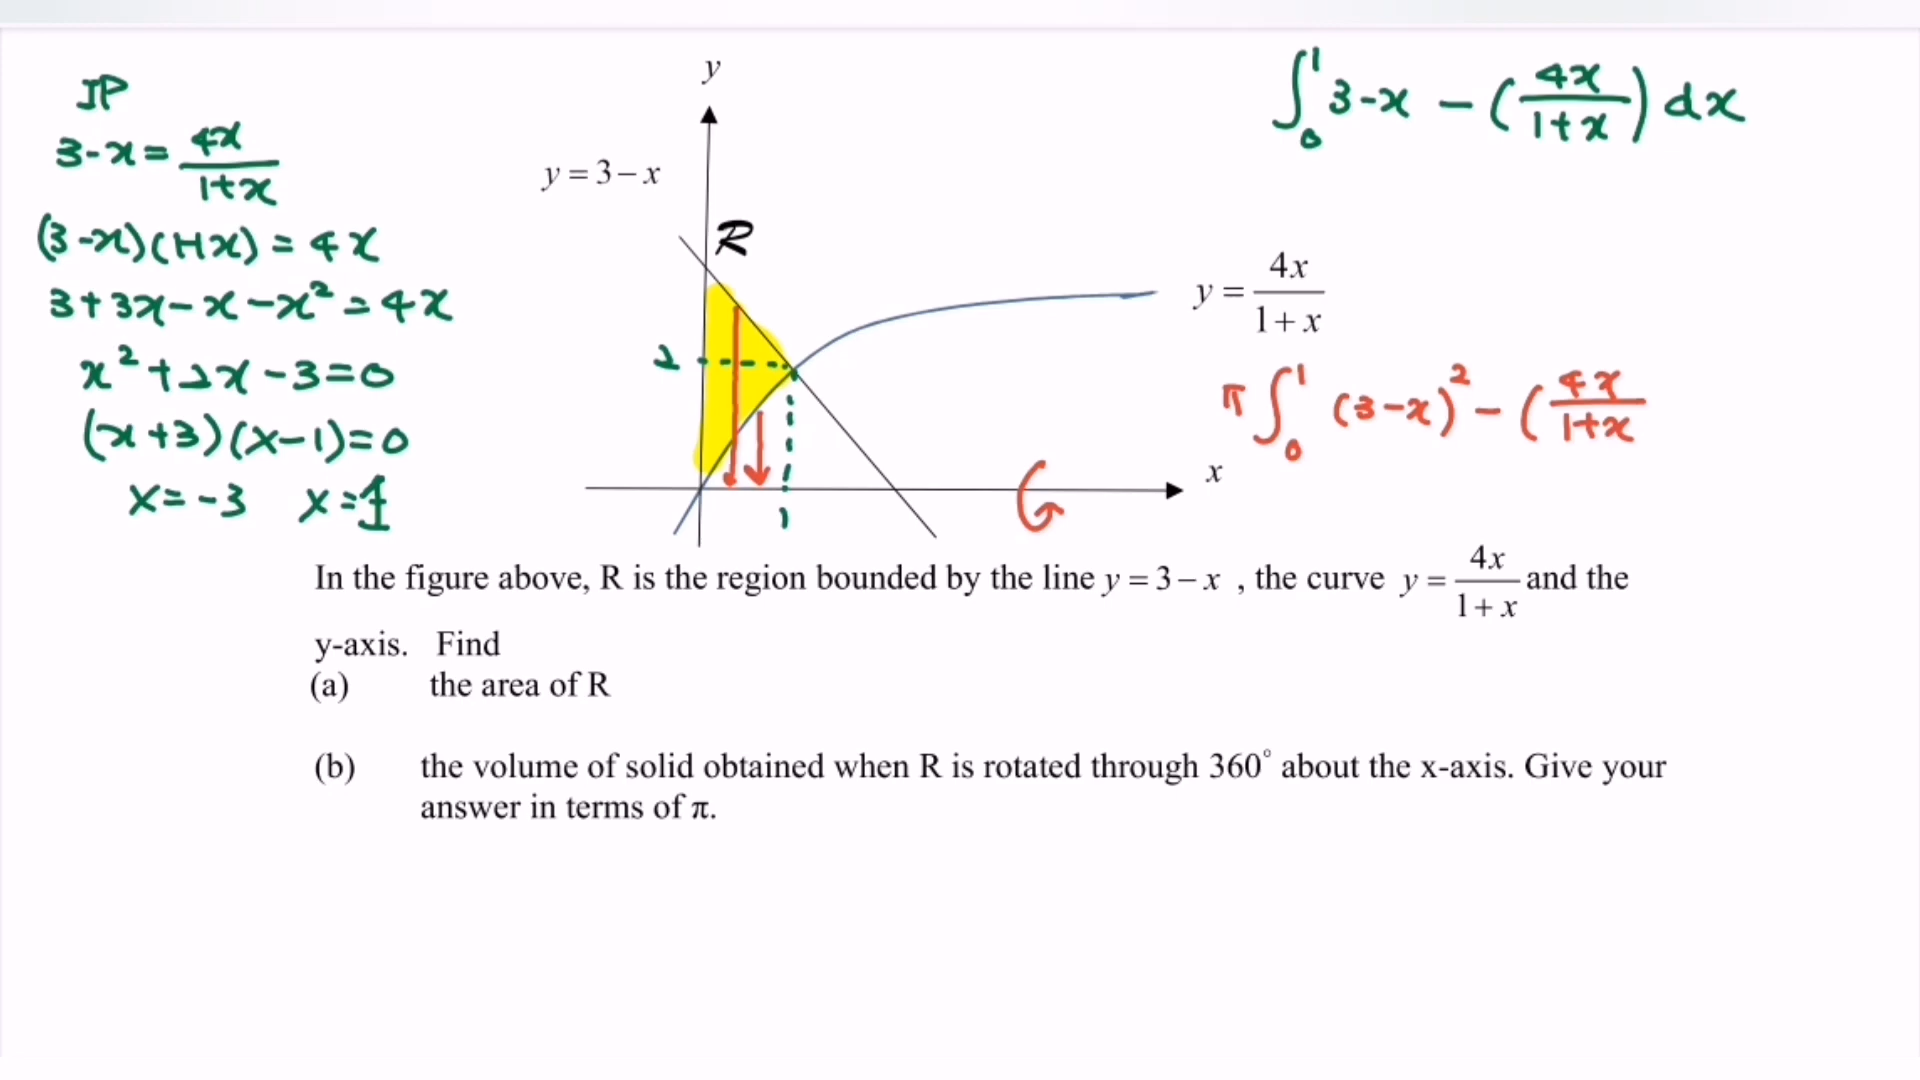 IP
3-x = 4x/(1+x)
(3-x)(1+x) = 4x
3+3x-x-x² = 4x
x²+2x-3=0
(x+3)(x-1)=0
x=-3 x=1
y
y = 3 – x
R
2
1
x
y = 4x/(1+x)
∫₀¹ 3-x - (4x/(1+x)) dx
π ∫₀¹ (3-x)² - (4x/(1+x)
In the figure above, R is the region bounded by the line y = 3 – x , the curve y = 4x/(1+x) and the
y-axis. Find
(a) the area of R
(b) the volume of solid obtained when R is rotated through 360° about the x-axis. Give your
answer in terms of π.